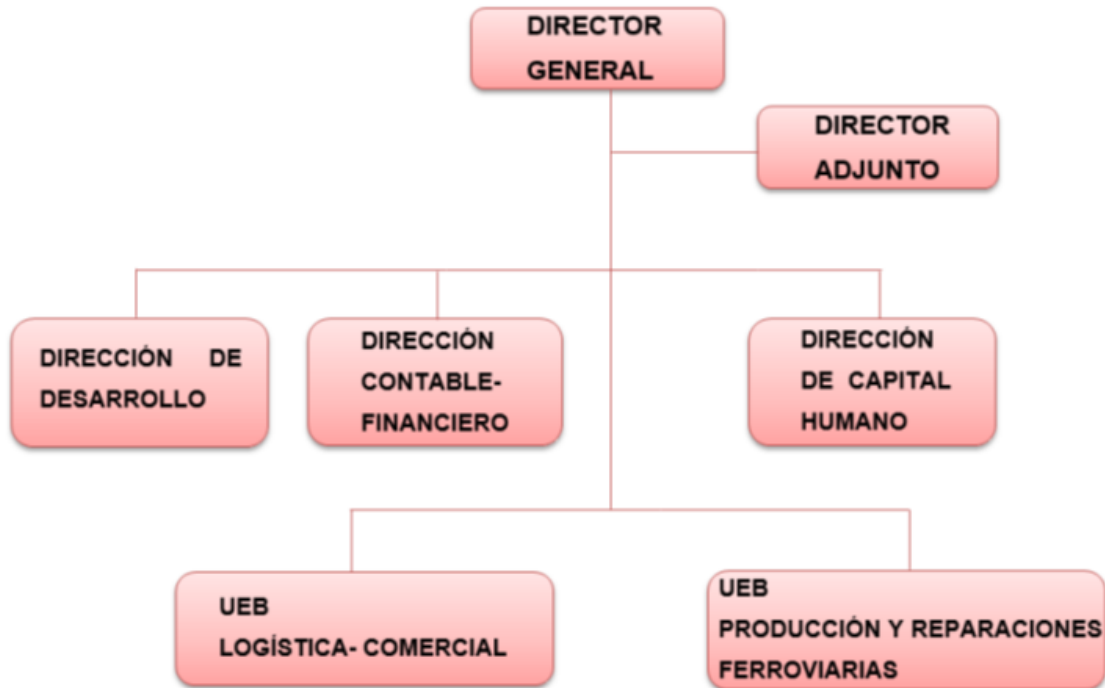 DIRECTOR
GENERAL
DIRECTOR
ADJUNTO
DIRECCIÓN DE
DESARROLLO
DIRECCIÓN
CONTABLE-
FINANCIERO
DIRECCIÓN
DE CAPITAL
HUMANO
UEB
LOGÍSTICA- COMERCIAL
UEB
PRODUCCIÓN Y REPARACIONES
FERROVIARIAS